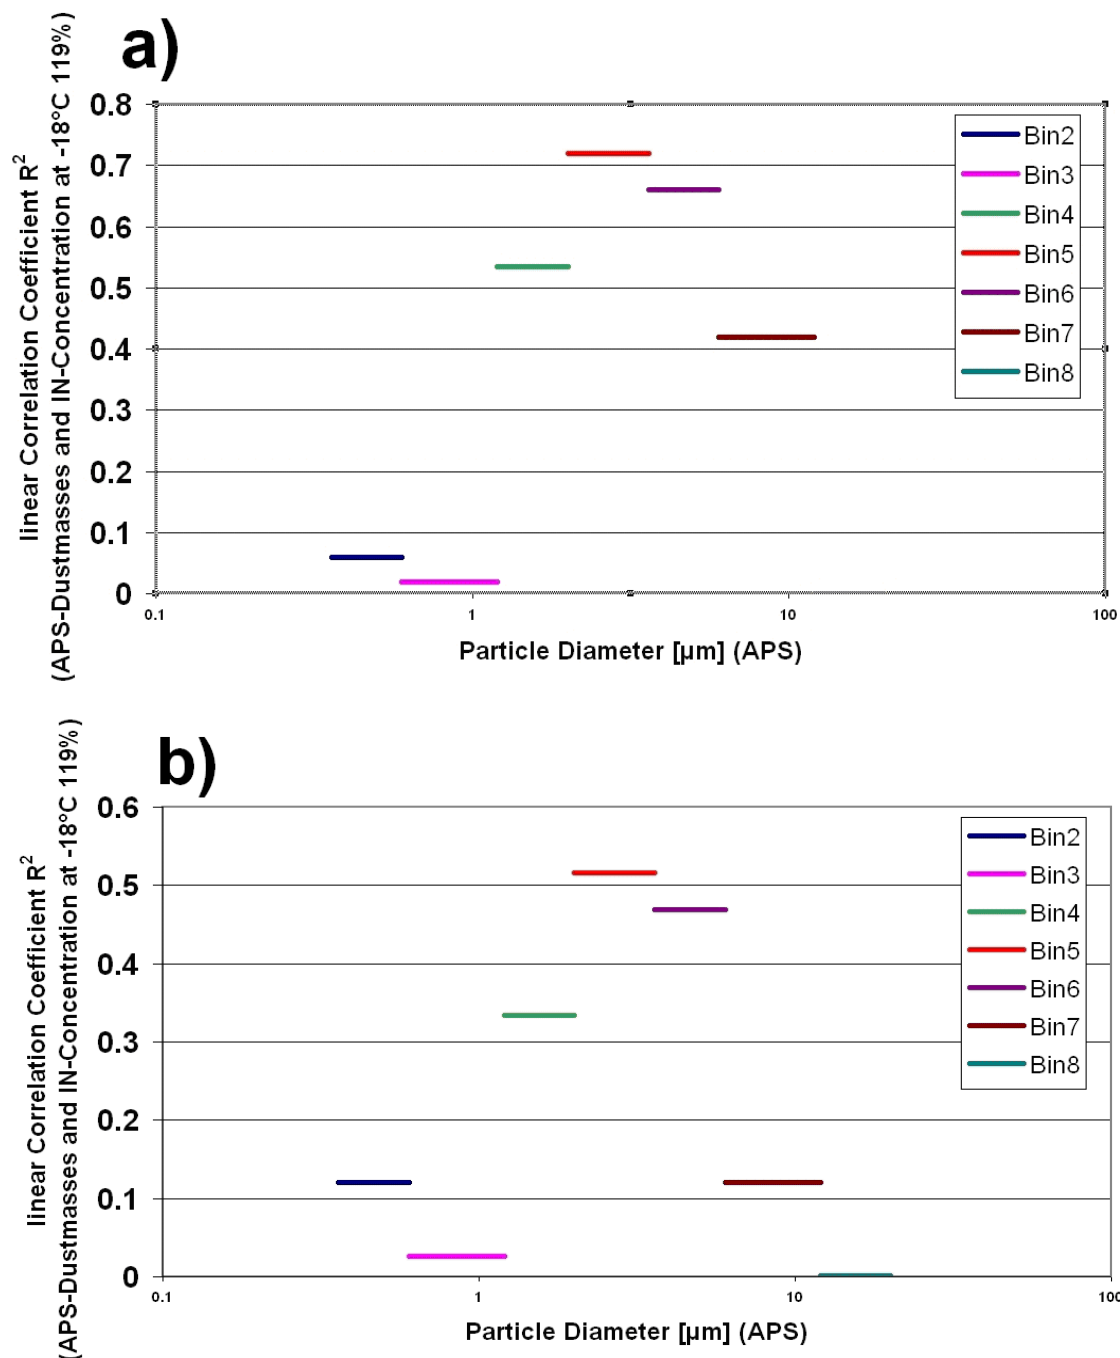 a)
linear Correlation Coefficient R²
(APS-Dustmasses and IN-Concentration at -18°C 119%)
0.8
0.7
0.6
0.5
0.4
0.3
0.2
0.1
0
0.1
1
10
100
Particle Diameter [µm] (APS)
Bin2
Bin3
Bin4
Bin5
Bin6
Bin7
Bin8
b)
linear Correlation Coefficient R²
(APS-Dustmasses and IN-Concentration at -18°C 119%)
0.6
0.5
0.4
0.3
0.2
0.1
0
0.1
1
10
100
Particle Diameter [µm] (APS)
Bin2
Bin3
Bin4
Bin5
Bin6
Bin7
Bin8